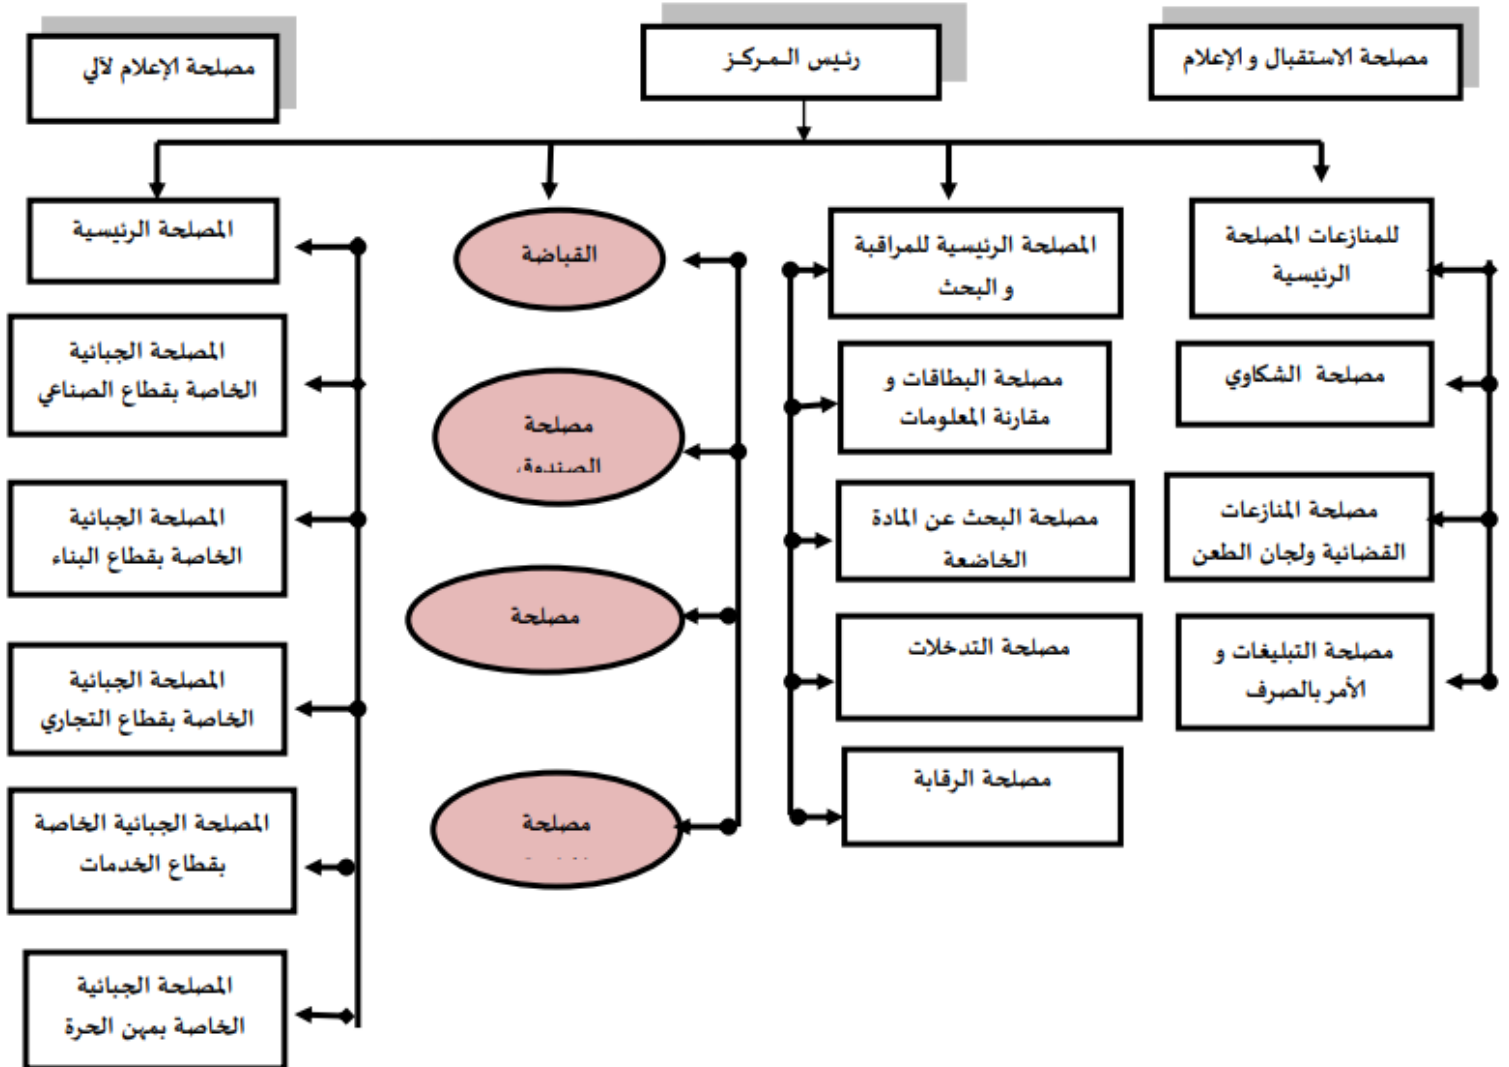 مصلحة الاستقبال و الإعلام
رئيس المركز
مصلحة الإعلام لآلي
للمنازعات المصلحة
الرئيسية
مصلحة الشكاوي
مصلحة المنازعات
القضائية ولجان الطعن
مصلحة التبليغات و
الأمر بالصرف
المصلحة الرئيسية للمراقبة
و البحث
مصلحة البطاقات و
مقارنة المعلومات
مصلحة البحث عن المادة
الخاضعة
مصلحة التدخلات
مصلحة الرقابة
القباضة
مصلحة
الصندوق
مصلحة
مصلحة
المصلحة الرئيسية
المصلحة الجبائية
الخاصة بقطاع الصناعي
المصلحة الجبائية
الخاصة بقطاع البناء
المصلحة الجبائية
الخاصة بقطاع التجاري
المصلحة الجبائية الخاصة
بقطاع الخدمات
المصلحة الجبائية
الخاصة بمهن الحرة